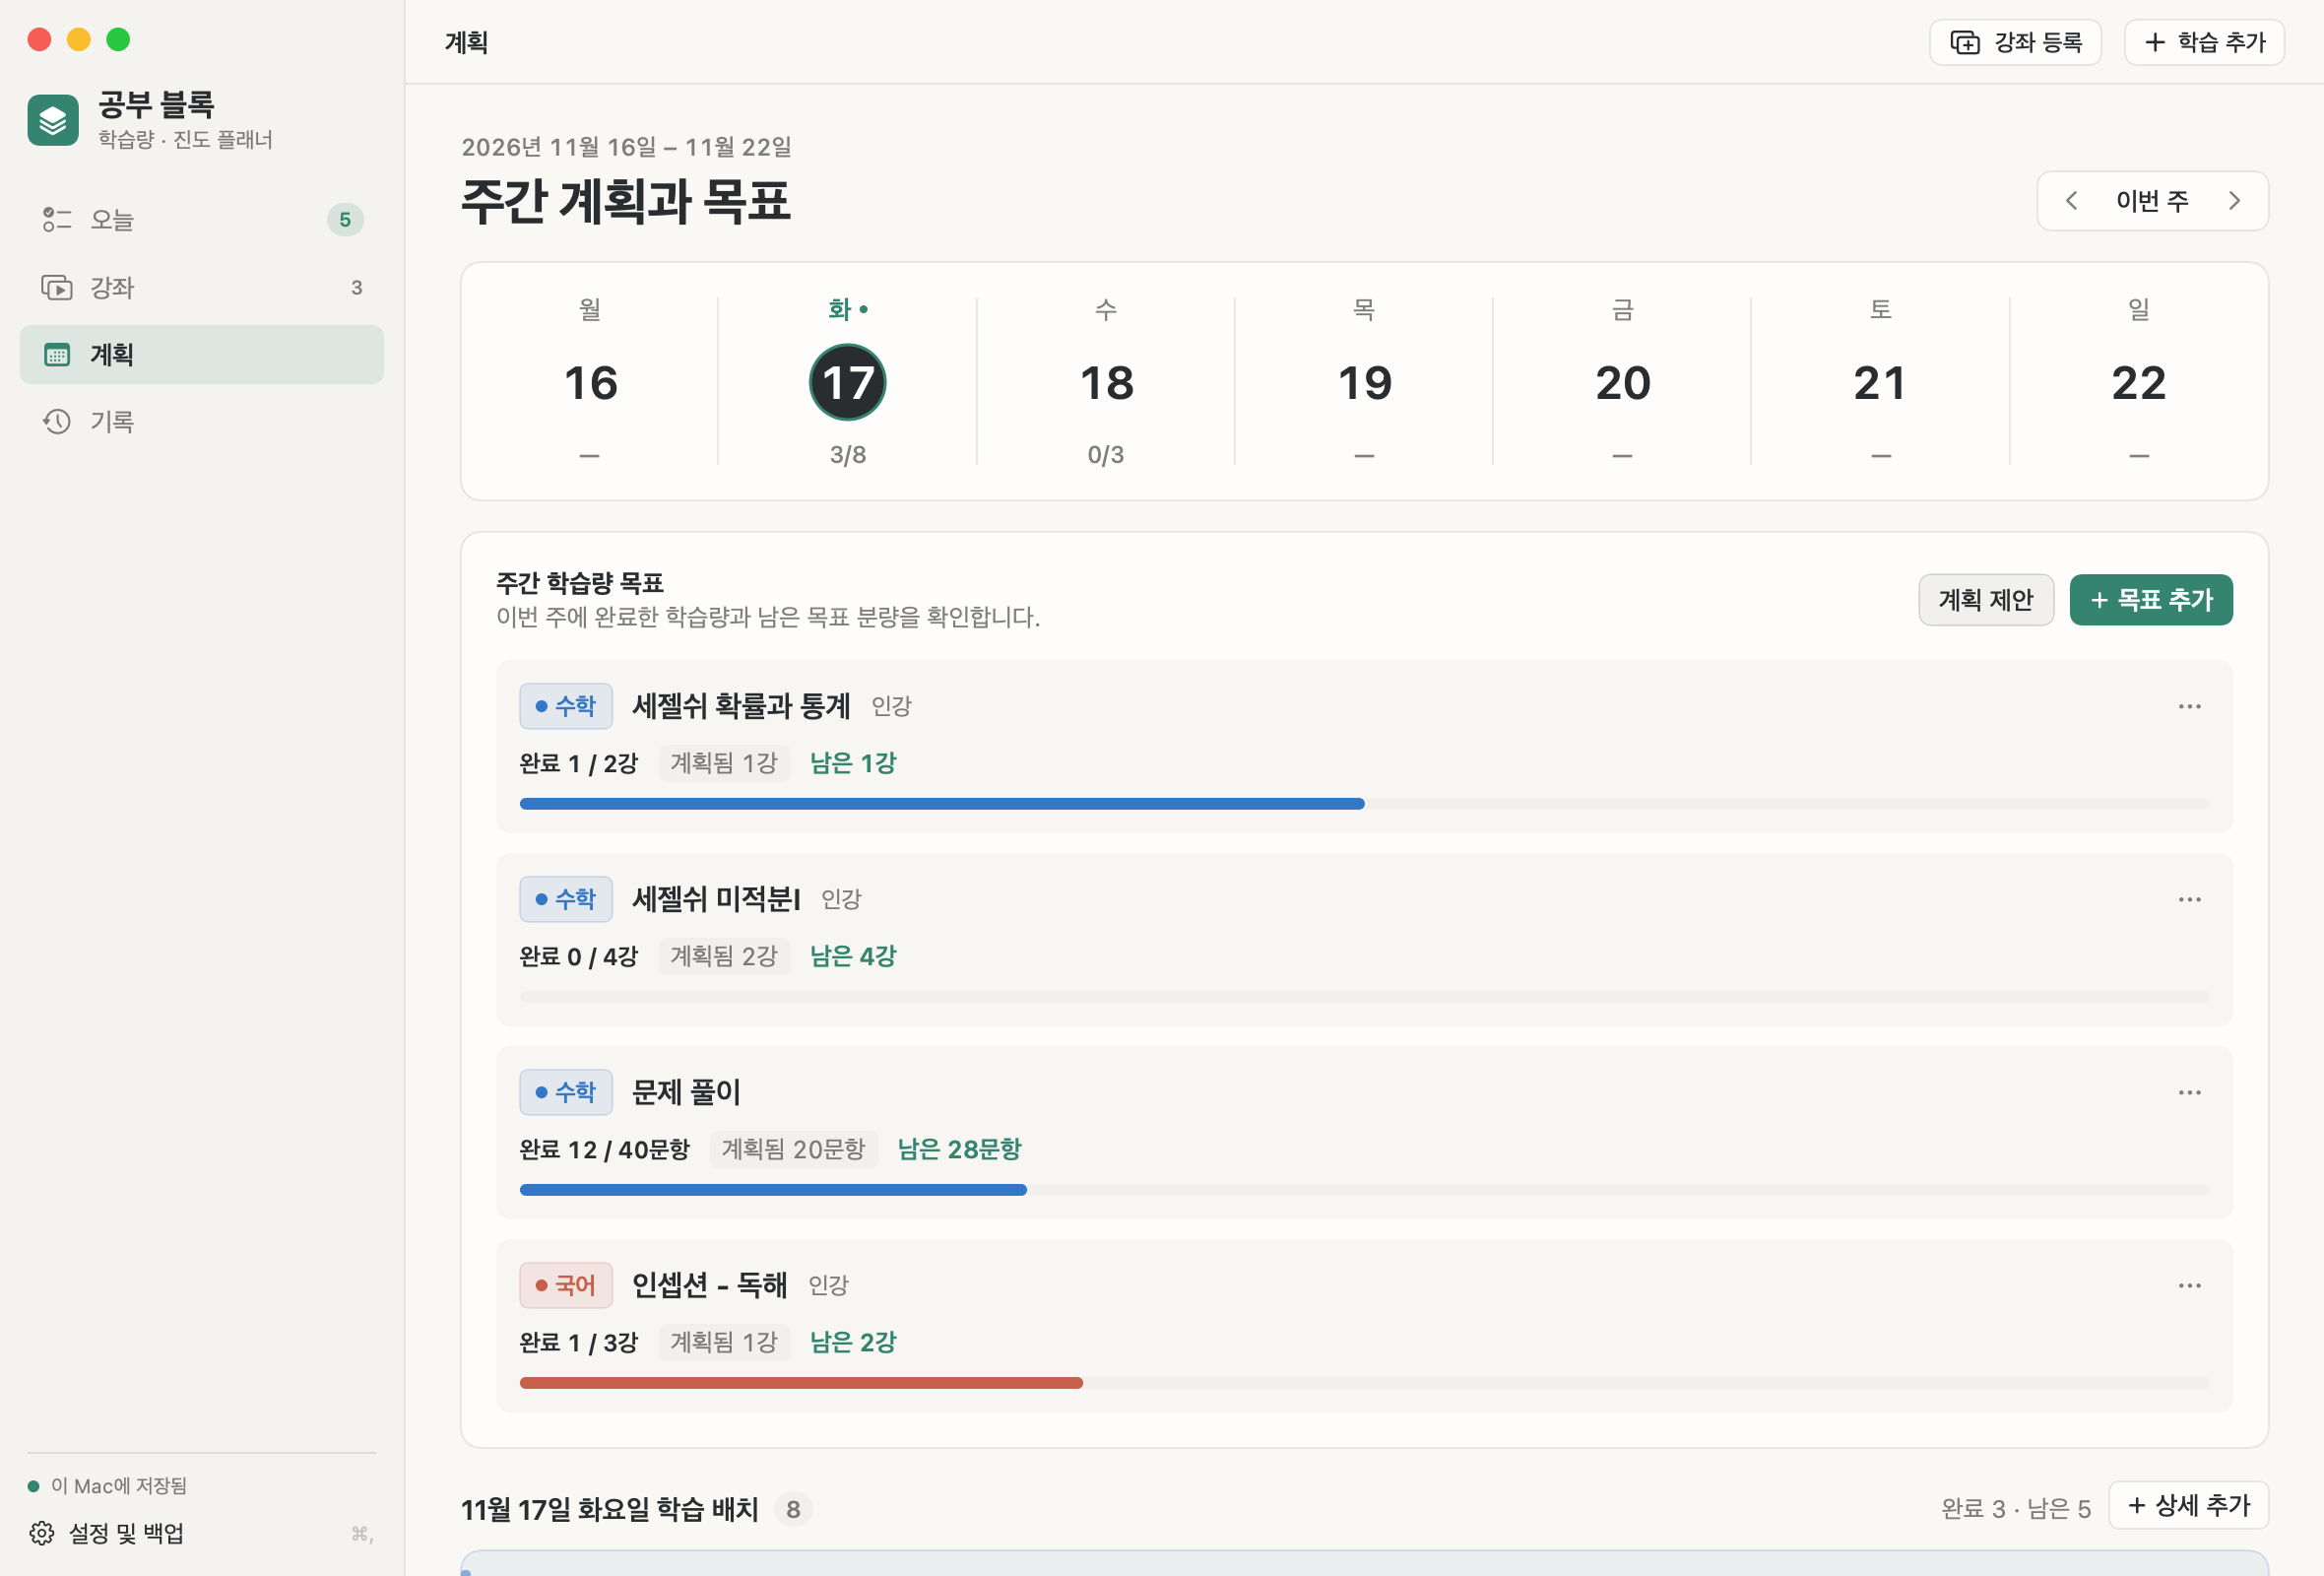 공부 블록
학습량 · 진도 플래너
오늘 5
강좌 3
계획
기록
이 Mac에 저장됨
설정 및 백업 ⌘,
계획
강좌 등록
+ 학습 추가
2026년 11월 16일 – 11월 22일
주간 계획과 목표
이번 주
월 화 • 수 목 금 토 일
16 17 18 19 20 21 22
— 3/8 0/3 — — — —
주간 학습량 목표
이번 주에 완료한 학습량과 남은 목표 분량을 확인합니다.
계획 제안
+ 목표 추가
수학 세젤쉬 확률과 통계 인강
완료 1 / 2강 계획됨 1강 남은 1강
수학 세젤쉬 미적분I 인강
완료 0 / 4강 계획됨 2강 남은 4강
수학 문제 풀이
완료 12 / 40문항 계획됨 20문항 남은 28문항
국어 인셉션 - 독해 인강
완료 1 / 3강 계획됨 1강 남은 2강
11월 17일 화요일 학습 배치 8
완료 3 · 남은 5
+ 상세 추가